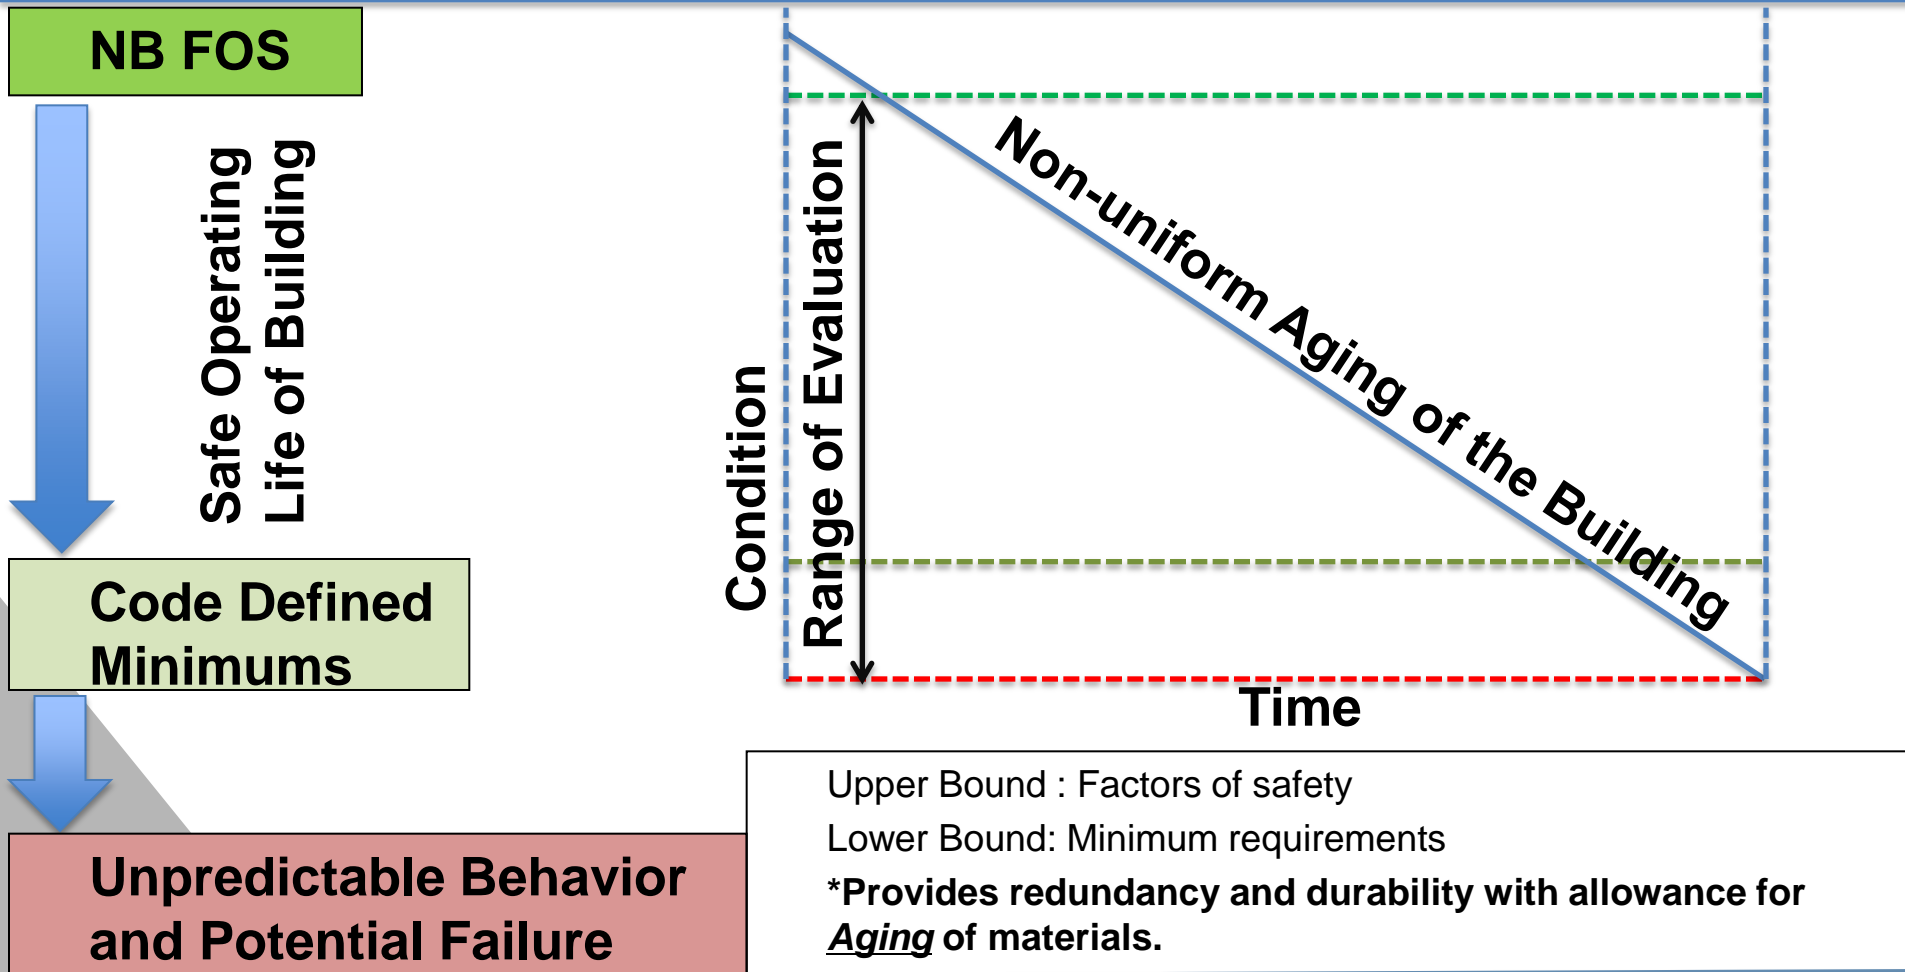 NB FOS
Safe Operating
Life of Building
Code Defined
Minimums
Unpredictable Behavior
and Potential Failure
Condition
Range of Evaluation
Non-uniform Aging of the Building
Time
Upper Bound : Factors of safety
Lower Bound: Minimum requirements
*Provides redundancy and durability with allowance for
Aging of materials.